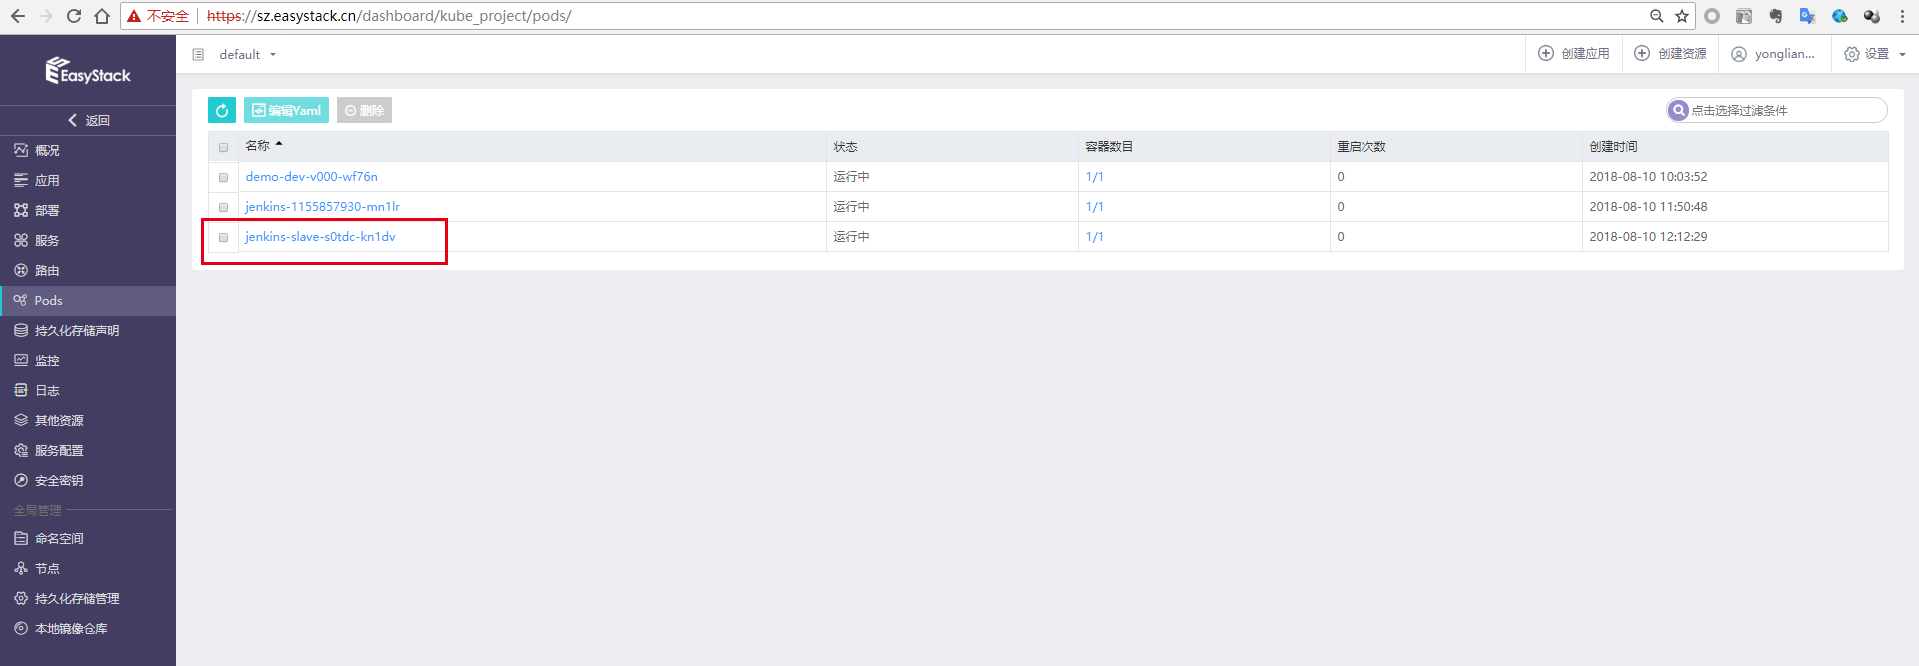 不安全 https://sz.easystack.cn/dashboard/kube_project/pods/
EasyStack
default 创建应用 创建资源 yonglian... 设置
返回
概况
应用
部署
服务
路由
Pods
持久化存储声明
监控
日志
其他资源
服务配置
安全密钥
全局管理
命名空间
节点
持久化存储管理
本地镜像仓库
编辑Yaml 删除 点击选择过滤条件
名称 状态 容器数目 重启次数 创建时间
demo-dev-v000-wf76n 运行中 1/1 0 2018-08-10 10:03:52
jenkins-1155857930-mn1lr 运行中 1/1 0 2018-08-10 11:50:48
jenkins-slave-s0tdc-kn1dv 运行中 1/1 0 2018-08-10 12:12:29